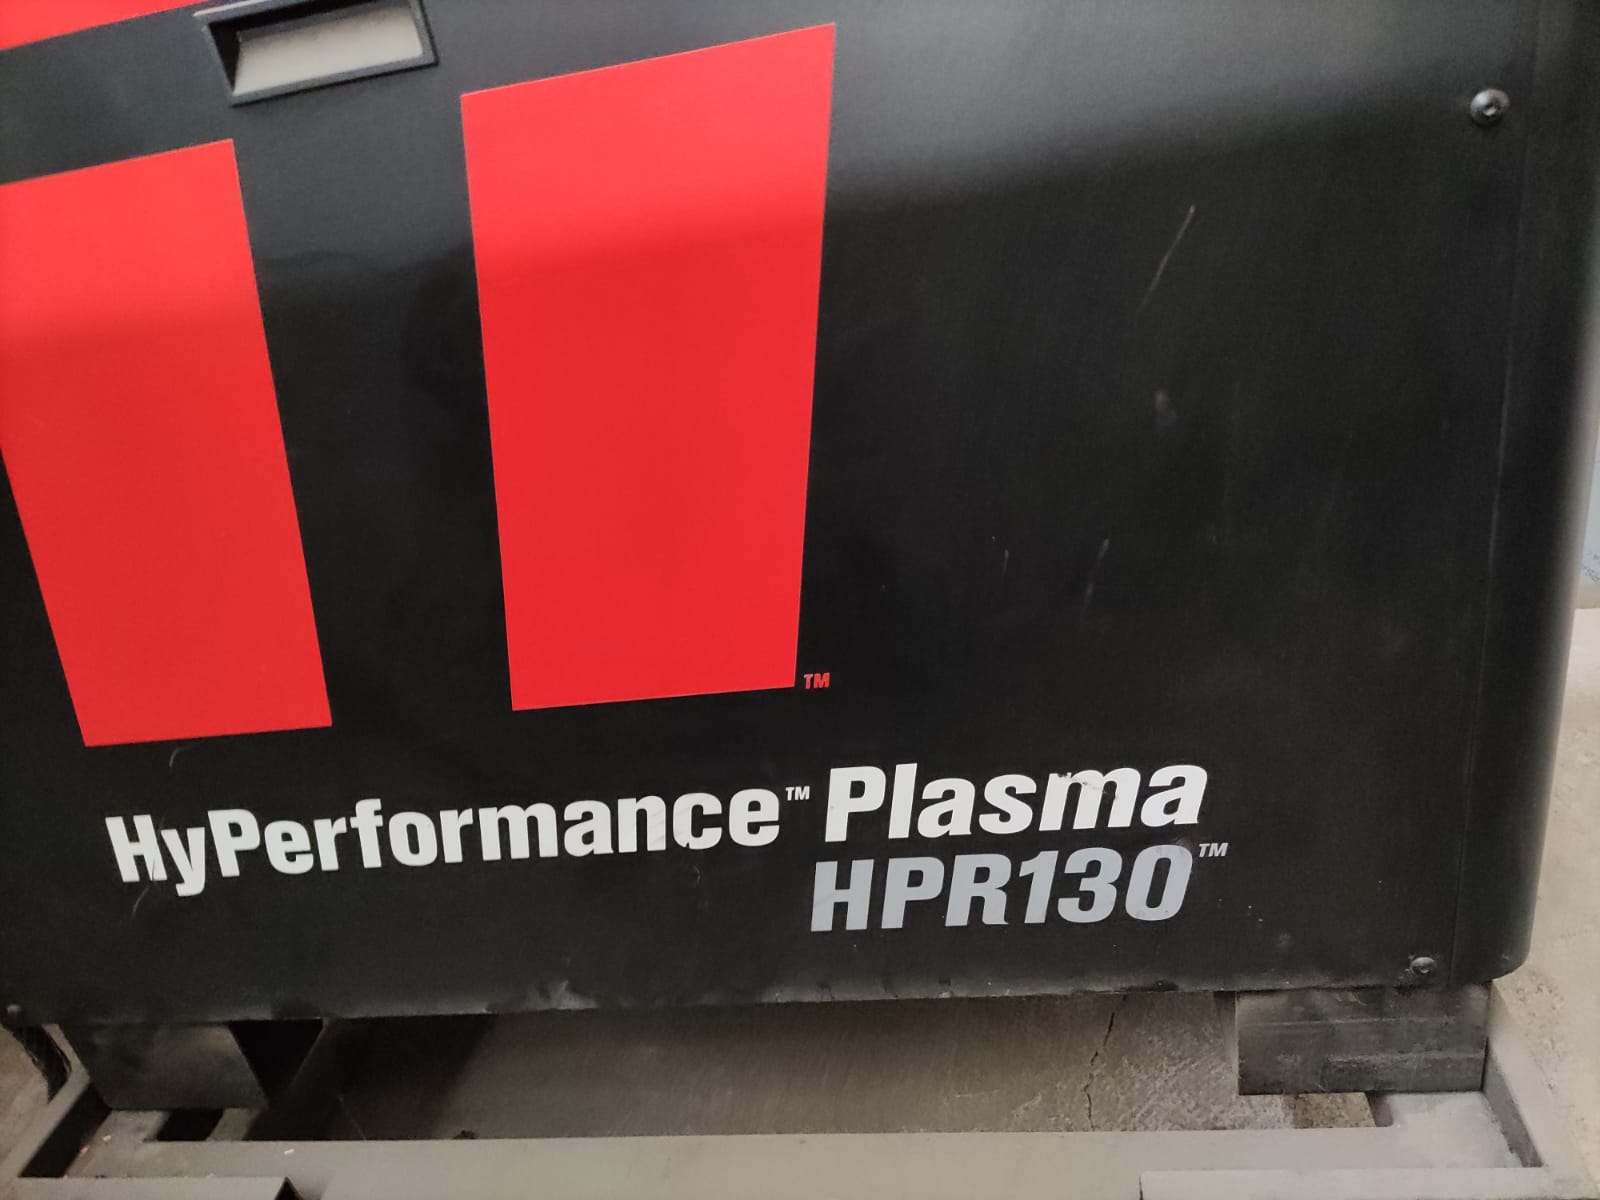 TM
HyPerformance™ Plasma
HPR130™